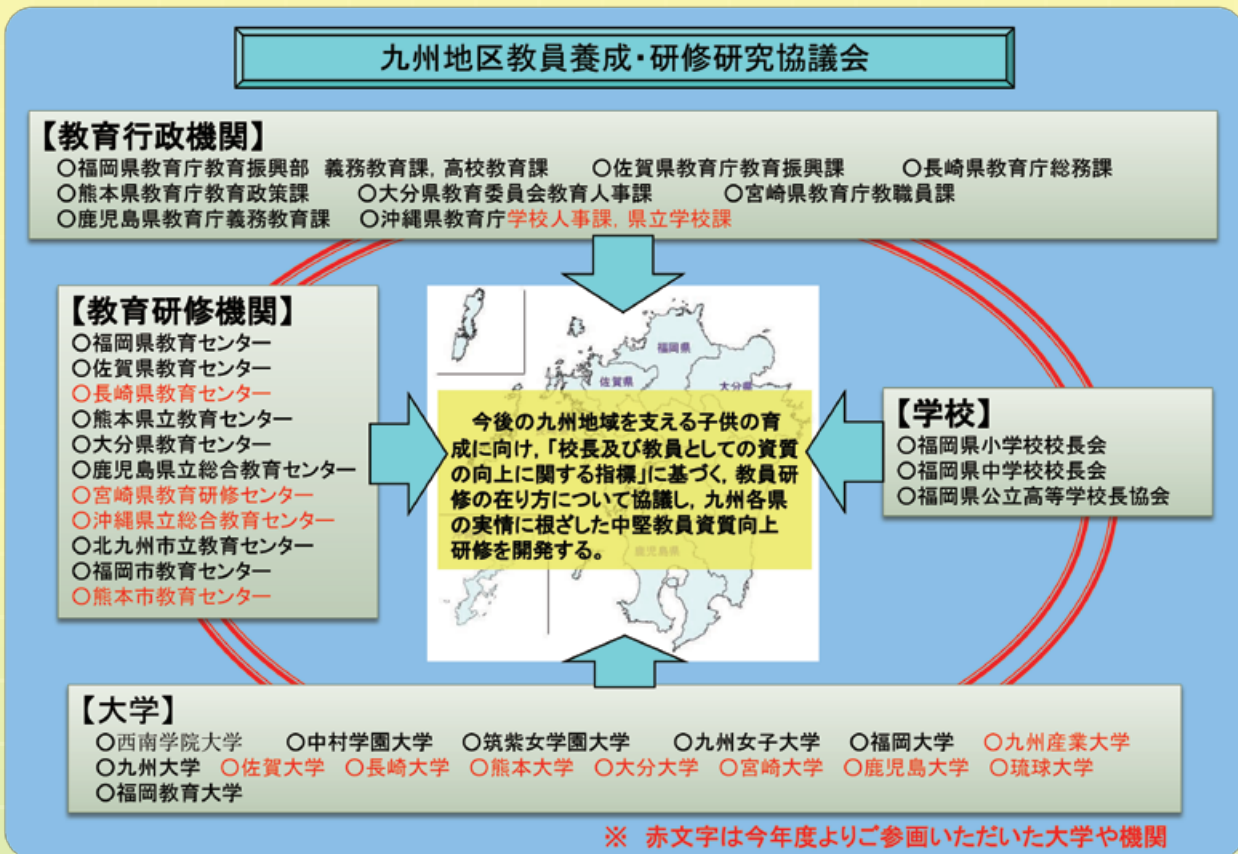 九州地区教員養成・研修研究協議会
【教育行政機関】
○福岡県教育庁教育振興部 義務教育課, 高校教育課 ○佐賀県教育庁教育振興課 ○長崎県教育庁総務課
○熊本県教育庁教育政策課 ○大分県教育委員会教育人事課 ○宮崎県教育庁教職員課
○鹿児島県教育庁義務教育課 ○沖縄県教育庁学校人事課, 県立学校課
【教育研修機関】
○福岡県教育センター
○佐賀県教育センター
○長崎県教育センター
○熊本県立教育センター
○大分県教育センター
○鹿児島県立総合教育センター
○宮崎県教育研修センター
○沖縄県立総合教育センター
○北九州市立教育センター
○福岡市教育センター
○熊本市教育センター
福岡県
佐賀県
大分県
今後の九州地域を支える子供の育
成に向け,「校長及び教員としての資質
の向上に関する指標」に基づく, 教員研
修の在り方について協議し, 九州各県
の実情に根ざした中堅教員資質向上
研修を開発する。
鹿児島県
【学校】
○福岡県小学校校長会
○福岡県中学校校長会
○福岡県公立高等学校長協会
【大学】
○西南学院大学 ○中村学園大学 ○筑紫女学園大学 ○九州女子大学 ○福岡大学 ○九州産業大学
○九州大学 ○佐賀大学 ○長崎大学 ○熊本大学 ○大分大学 ○宮崎大学 ○鹿児島大学 ○琉球大学
○福岡教育大学
※ 赤文字は今年度よりご参画いただいた大学や機関